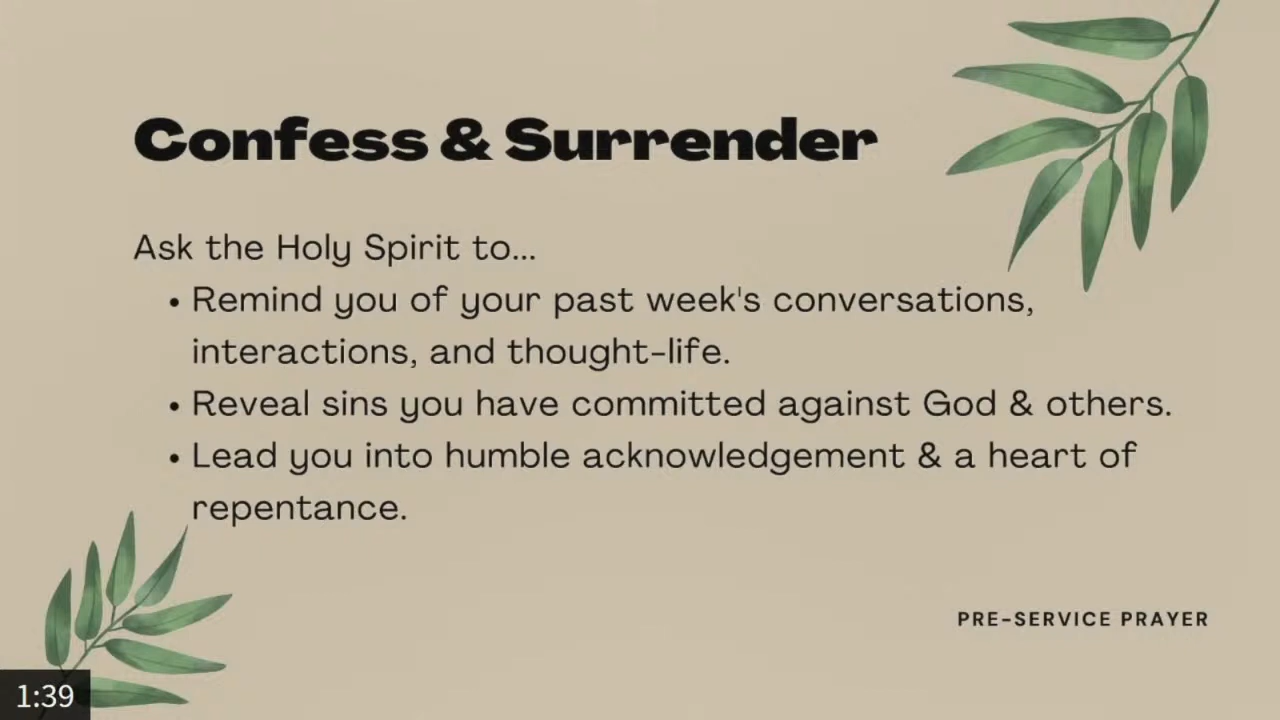 Confess & Surrender
Ask the Holy Spirit to...
• Remind you of your past week's conversations,
interactions, and thought-life.
• Reveal sins you have committed against God & others.
• Lead you into humble acknowledgement & a heart of
repentance.
PRE-SERVICE PRAYER
1:39